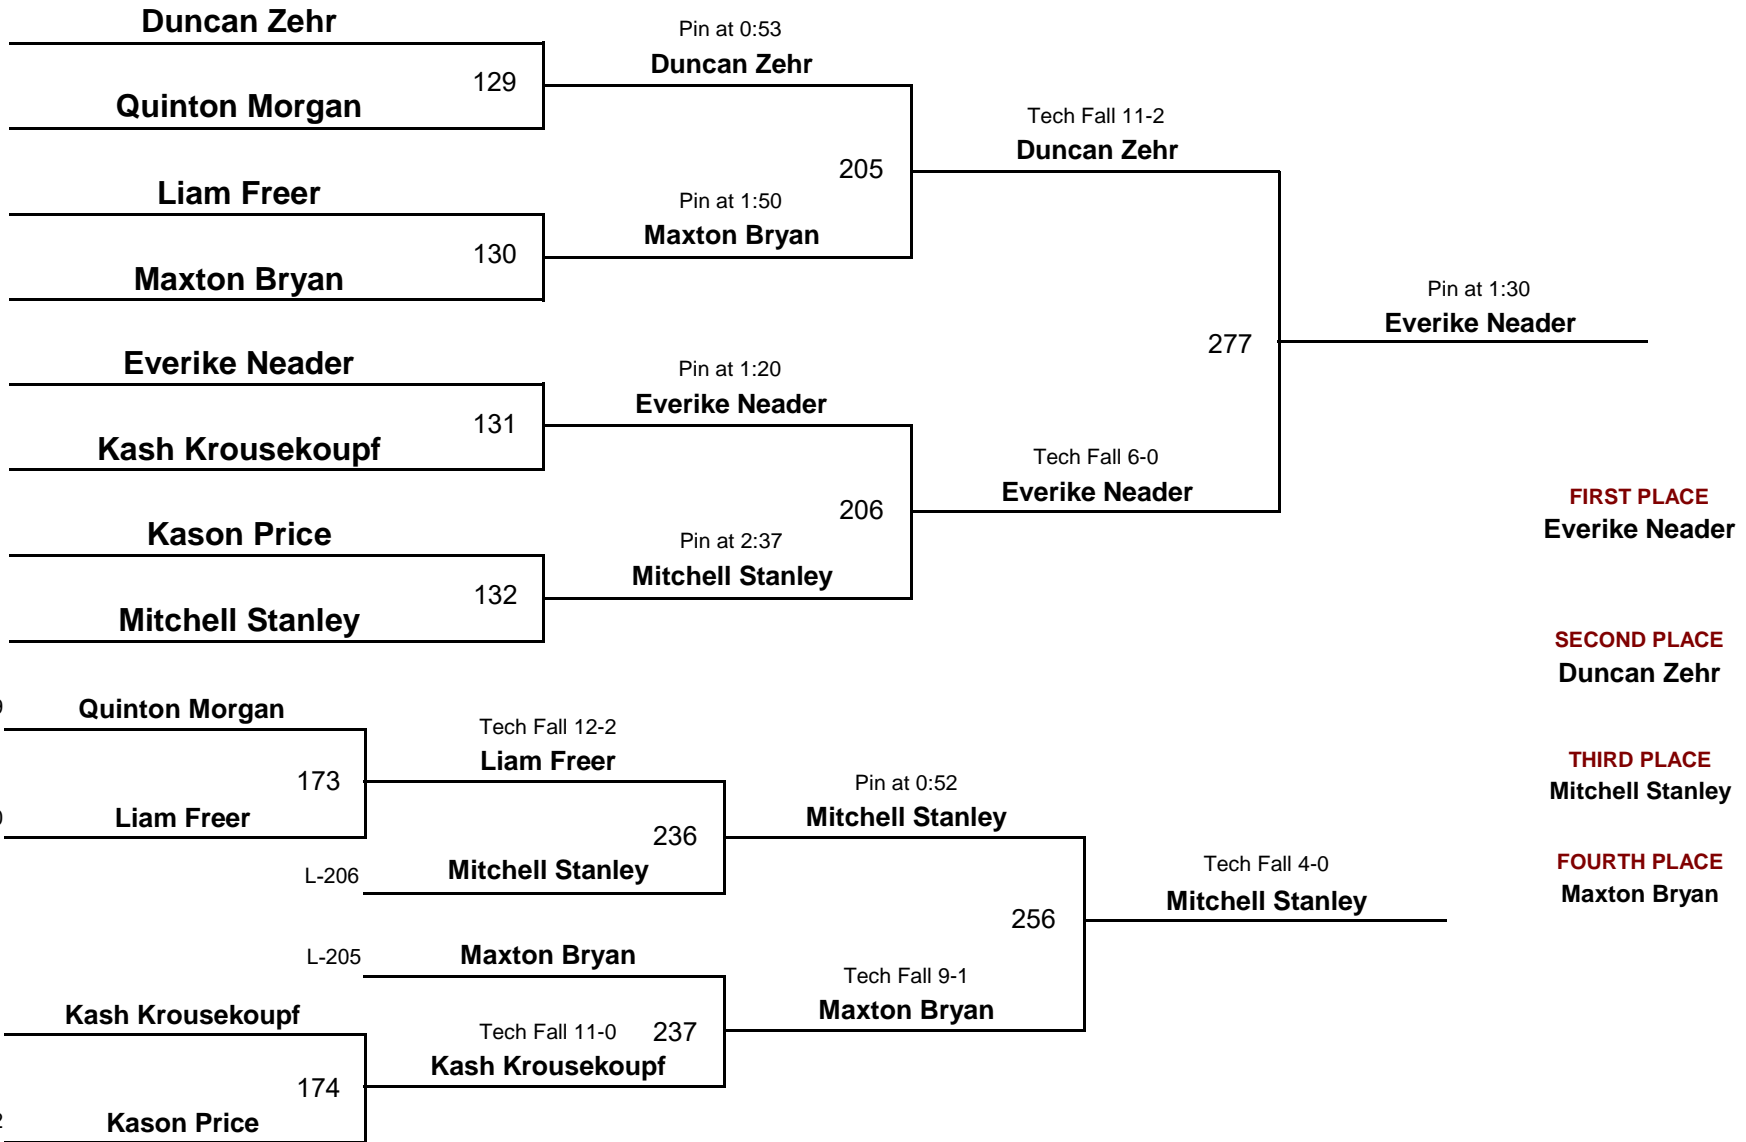 Duncan Zehr
Pin at 0:53
Duncan Zehr
129
Quinton Morgan
Tech Fall 11-2
Duncan Zehr
205
Liam Freer
Pin at 1:50
Maxton Bryan
130
Maxton Bryan
Pin at 1:30
Everike Neader
277
Everike Neader
Pin at 1:20
Everike Neader
131
Kash Krousekoupf
Tech Fall 6-0
Everike Neader
206
Kason Price
Pin at 2:37
Mitchell Stanley
132
Mitchell Stanley
FIRST PLACE
Everike Neader
SECOND PLACE
Duncan Zehr
THIRD PLACE
Mitchell Stanley
FOURTH PLACE
Maxton Bryan
Quinton Morgan
Tech Fall 12-2
Liam Freer
173
Liam Freer
Pin at 0:52
Mitchell Stanley
236
L-206 Mitchell Stanley
Tech Fall 4-0
Mitchell Stanley
256
L-205 Maxton Bryan
Tech Fall 9-1
Maxton Bryan
Kash Krousekoupf
Tech Fall 11-0 237
Kash Krousekoupf
174
Kason Price